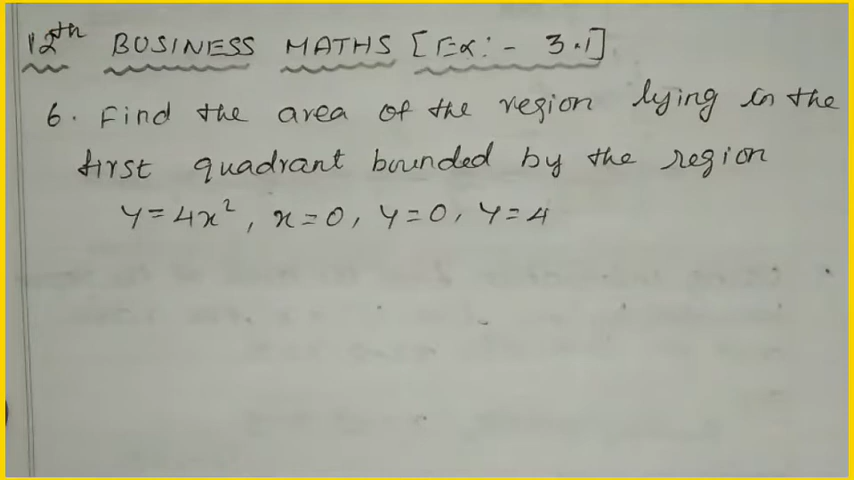 12th BUSINESS MATHS [Ex:- 3.1]
6. Find the area of the region lying in the
first quadrant bounded by the region
y=4x², x=0, y=0, y=4